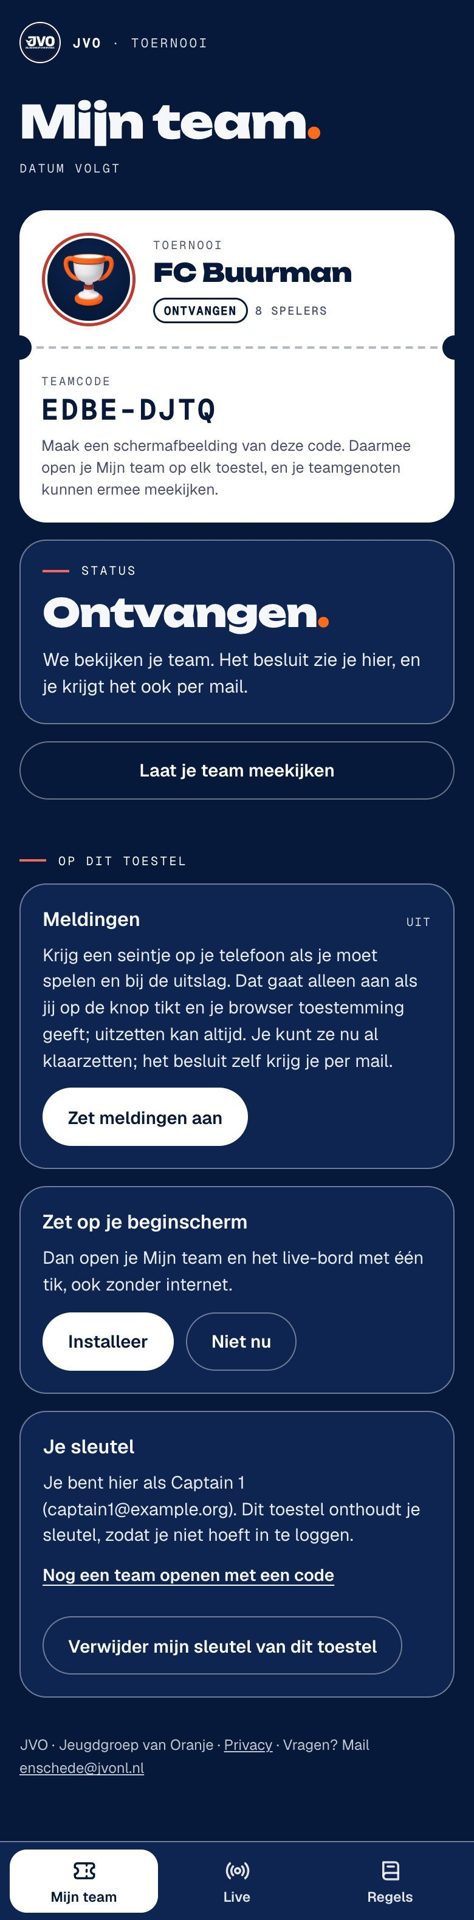 JVO
JVO · TOERNOOI
Mijn team.
DATUM VOLGT
TOERNOOI
FC Buurman
ONTVANGEN 8 SPELERS
TEAMCODE
EDBE-DJTQ
Maak een schermafbeelding van deze code. Daarmee
open je Mijn team op elk toestel, en je teamgenoten
kunnen ermee meekijken.
STATUS
Ontvangen.
We bekijken je team. Het besluit zie je hier, en
je krijgt het ook per mail.
Laat je team meekijken
OP DIT TOESTEL
Meldingen UIT
Krijg een seintje op je telefoon als je moet
spelen en bij de uitslag. Dat gaat alleen aan als
jij op de knop tikt en je browser toestemming
geeft; uitzetten kan altijd. Je kunt ze nu al
klaarzetten; het besluit zelf krijg je per mail.
Zet meldingen aan
Zet op je beginscherm
Dan open je Mijn team en het live-bord met één
tik, ook zonder internet.
Installeer Niet nu
Je sleutel
Je bent hier als Captain 1
(captain1@example.org). Dit toestel onthoudt je
sleutel, zodat je niet hoeft in te loggen.
Nog een team openen met een code
Verwijder mijn sleutel van dit toestel
JVO · Jeugdgroep van Oranje · Privacy · Vragen? Mail
enschede@jvonl.nl
Mijn team Live Regels